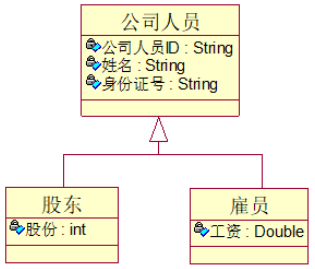 公司人员
公司人员ID : String
姓名 : String
身份证号 : String
股东
股份 : int
雇员
工资 : Double